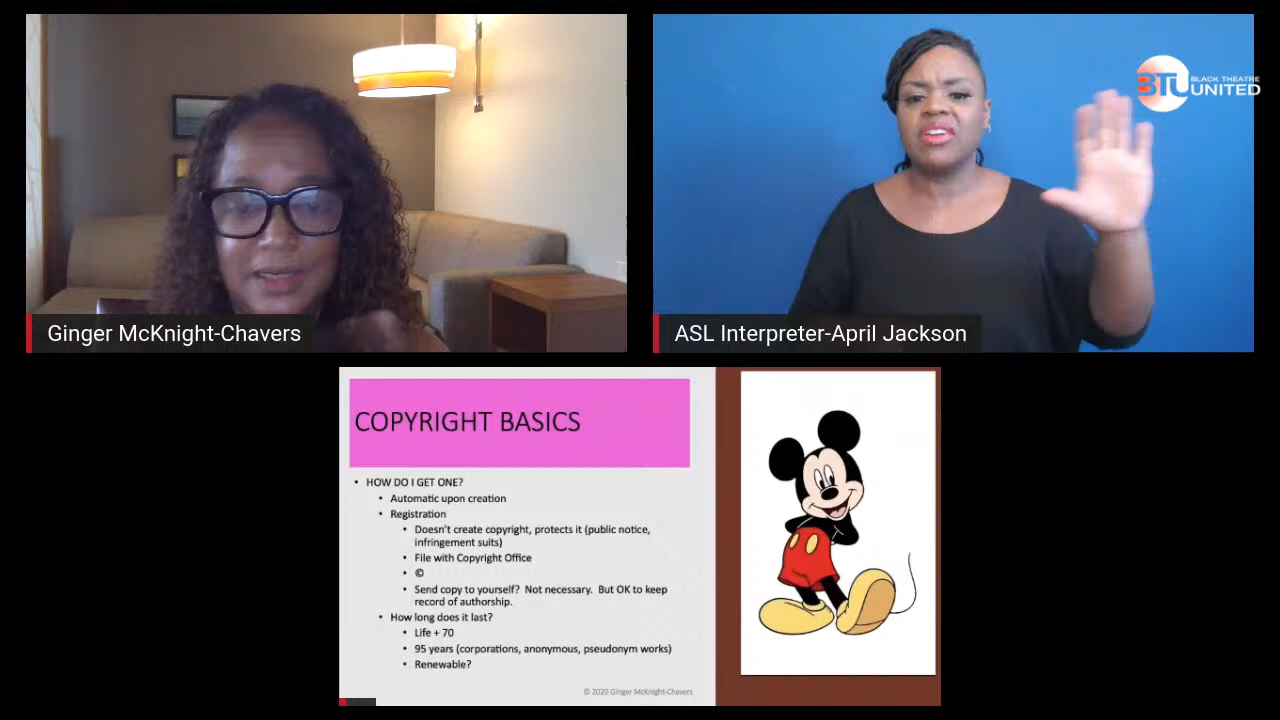 BTU BLACK THEATRE
UNITED
Ginger McKnight-Chavers
ASL Interpreter-April Jackson
COPYRIGHT BASICS
• HOW DO I GET ONE?
• Automatic upon creation
• Registration
• Doesn't create copyright, protects it (public notice,
infringement suits)
• File with Copyright Office
• ©
• Send copy to yourself? Not necessary. But OK to keep
record of authorship.
• How long does it last?
• Life + 70
• 95 years (corporations, anonymous, pseudonym works)
• Renewable?
© 2020 Ginger McKnight-Chavers